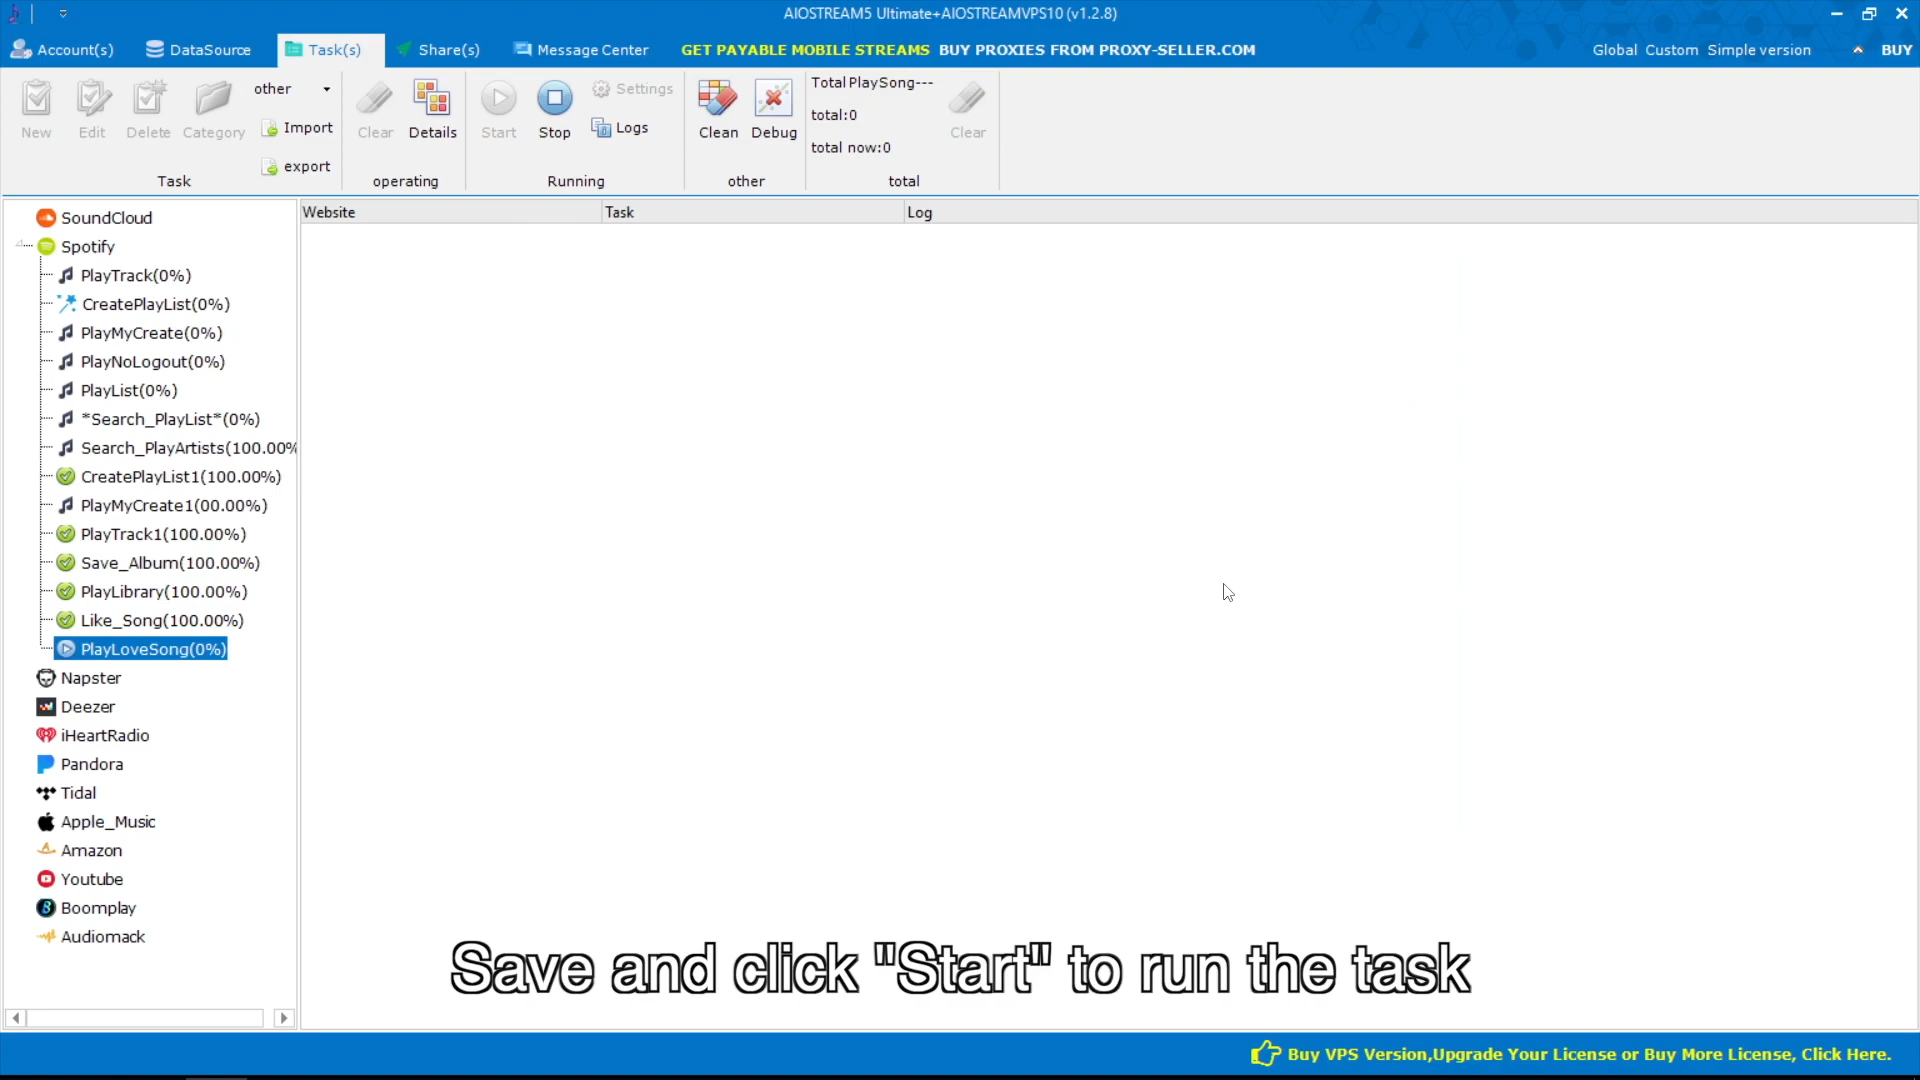 AIOSTREAM5 Ultimate+AIOSTREAMVPS10 (v1.2.8)
Account(s) DataSource Task(s) Share(s) Message Center GET PAYABLE MOBILE STREAMS BUY PROXIES FROM PROXY-SELLER.COM Global Custom Simple version BUY
New Edit Delete Category
other
Import
export
Task
Clear Details
operating
Start Stop
Settings
Logs
Running
Clean Debug
other
Total PlaySong---
total:0
total now:0
Clear
total
Website Task Log
SoundCloud
Spotify
PlayTrack(0%)
CreatePlayList(0%)
PlayMyCreate(0%)
PlayNoLogout(0%)
PlayList(0%)
*Search_PlayList*(0%)
Search_PlayArtists(100.00%
CreatePlayList1(100.00%)
PlayMyCreate1(00.00%)
PlayTrack1(100.00%)
Save_Album(100.00%)
PlayLibrary(100.00%)
Like_Song(100.00%)
PlayLoveSong(0%)
Napster
Deezer
iHeartRadio
Pandora
Tidal
Apple_Music
Amazon
Youtube
Boomplay
Audiomack
Save and click "Start" to run the task
Buy VPS Version,Upgrade Your License or Buy More License, Click Here.